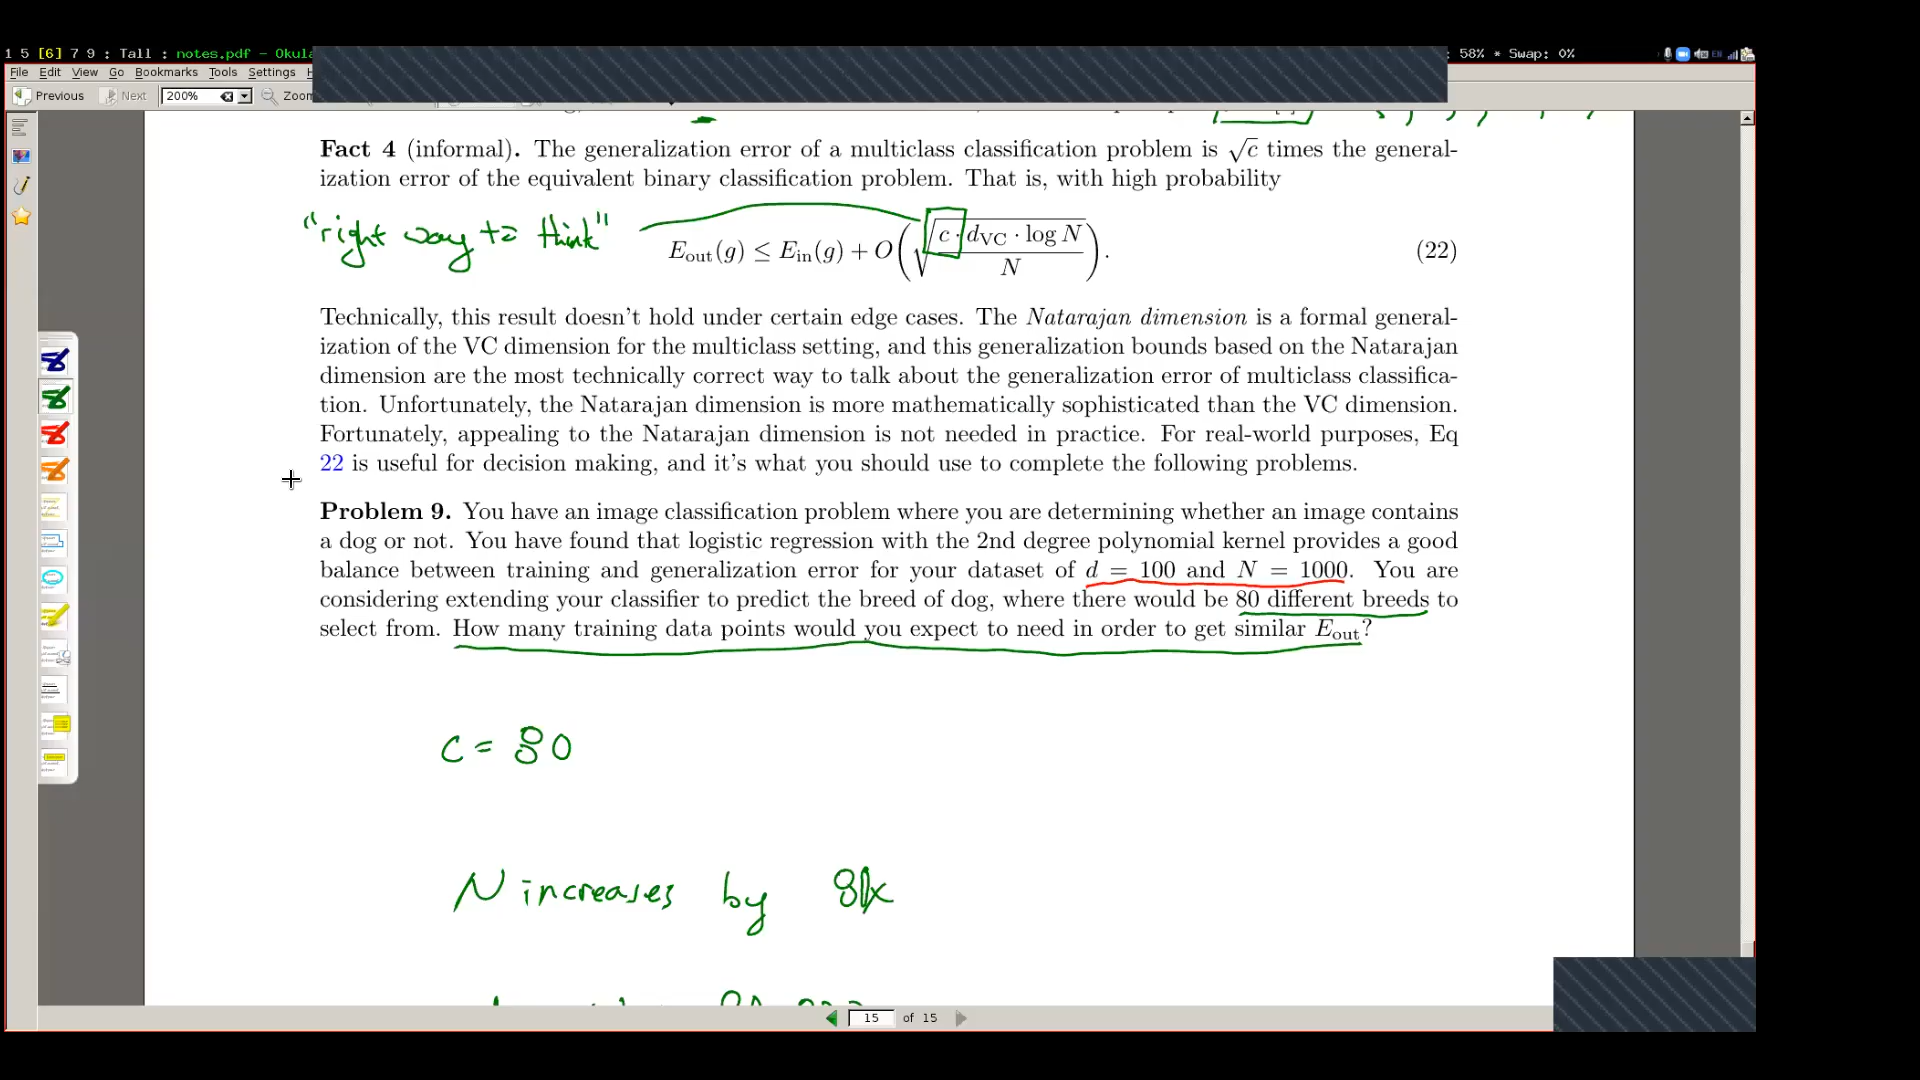 1 5 [6] 7 9 : Tall : notes.pdf - Okula
: 58% * Swap: 0%
File Edit View Go Bookmarks Tools Settings H
Previous Next 200% Zoom
Fact 4 (informal). The generalization error of a multiclass classification problem is √c times the general-
ization error of the equivalent binary classification problem. That is, with high probability
"right way to think"
E_out(g) ≤ E_in(g) + O(√(c · d_VC · log N / N)). (22)
Technically, this result doesn't hold under certain edge cases. The Natarajan dimension is a formal general-
ization of the VC dimension for the multiclass setting, and this generalization bounds based on the Natarajan
dimension are the most technically correct way to talk about the generalization error of multiclass classifica-
tion. Unfortunately, the Natarajan dimension is more mathematically sophisticated than the VC dimension.
Fortunately, appealing to the Natarajan dimension is not needed in practice. For real-world purposes, Eq
22 is useful for decision making, and it's what you should use to complete the following problems.
Problem 9. You have an image classification problem where you are determining whether an image contains
a dog or not. You have found that logistic regression with the 2nd degree polynomial kernel provides a good
balance between training and generalization error for your dataset of d = 100 and N = 1000. You are
considering extending your classifier to predict the breed of dog, where there would be 80 different breeds to
select from. How many training data points would you expect to need in order to get similar E_out?
c = 80
N increases by
15 of 15